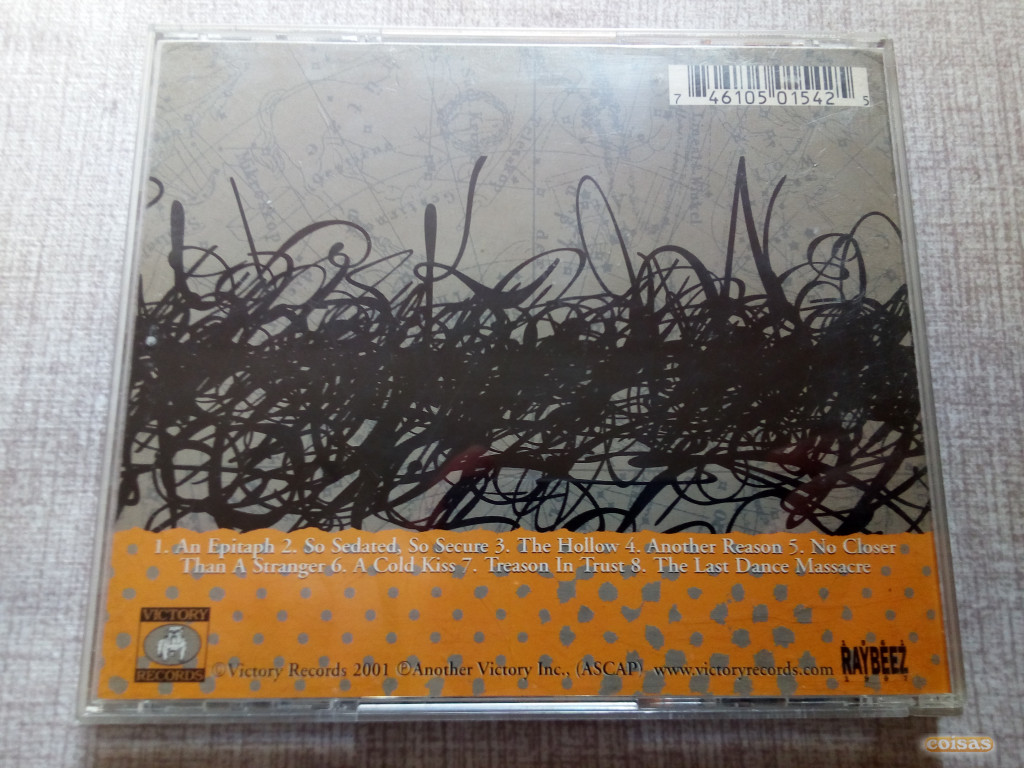 7 46105 01542 5
1. An Epitaph 2. So Sedated, So Secure 3. The Hollow 4. Another Reason 5. No Closer
Than A Stranger 6. A Cold Kiss 7. Treason In Trust 8. The Last Dance Massacre
VICTORY
RECORDS
©Victory Records 2001 ℗Another Victory Inc., (ASCAP) www.victoryrecords.com
RAYBEEZ
coisas